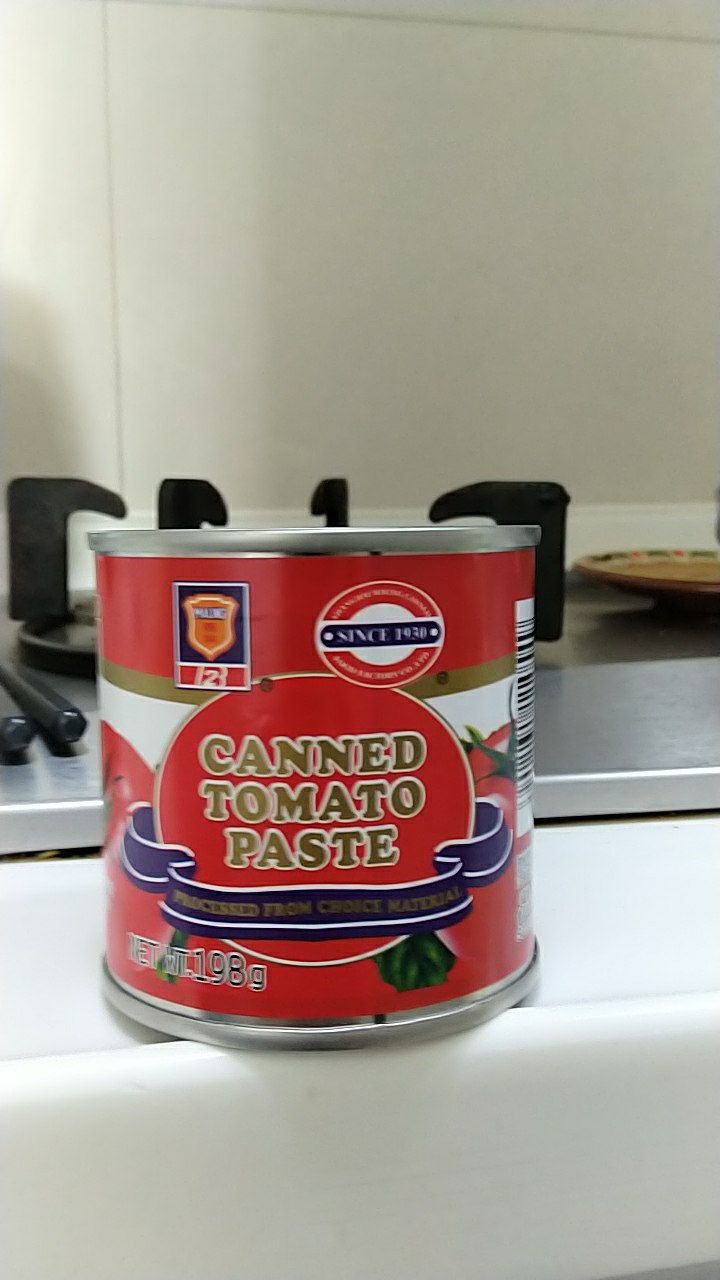 SINCE 1930
CANNED
TOMATO
PASTE
PROCESSED FROM CHOICE MATERIAL
NET WT.198g